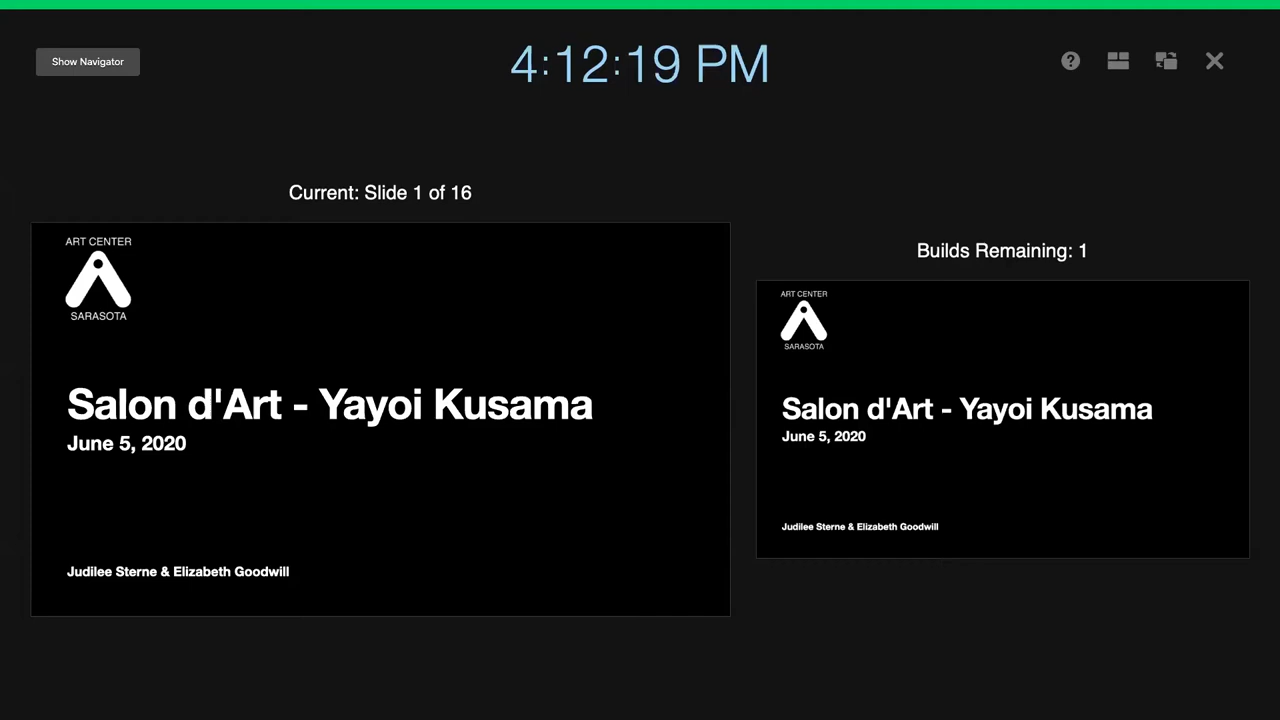 Show Navigator
4:12:19 PM
Current: Slide 1 of 16
ART CENTER
SARASOTA
Salon d'Art - Yayoi Kusama
June 5, 2020
Judilee Sterne & Elizabeth Goodwill
Builds Remaining: 1
ART CENTER
SARASOTA
Salon d'Art - Yayoi Kusama
June 5, 2020
Judilee Sterne & Elizabeth Goodwill